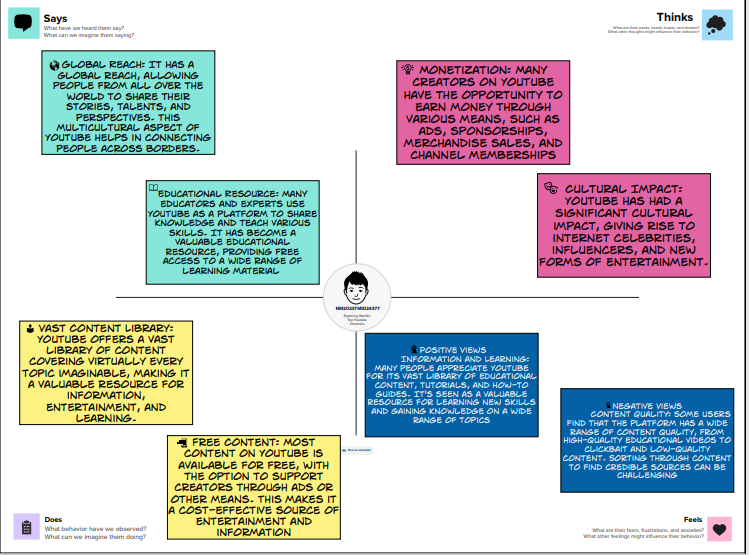 Says
What have we heard them say?
What can we imagine them saying?
Thinks
What are their wants, needs, hopes, and dreams?
What other thoughts might influence their behavior?
GLOBAL REACH: IT HAS A
GLOBAL REACH, ALLOWING
PEOPLE FROM ALL OVER THE
WORLD TO SHARE THEIR
STORIES, TALENTS, AND
PERSPECTIVES. THIS
MULTICULTURAL ASPECT OF
YOUTUBE HELPS IN CONNECTING
PEOPLE ACROSS BORDERS.
MONETIZATION: MANY
CREATORS ON YOUTUBE
HAVE THE OPPORTUNITY TO
EARN MONEY THROUGH
VARIOUS MEANS, SUCH AS
ADS, SPONSORSHIPS,
MERCHANDISE SALES, AND
CHANNEL MEMBERSHIPS
EDUCATIONAL RESOURCE: MANY
EDUCATORS AND EXPERTS USE
YOUTUBE AS A PLATFORM TO SHARE
KNOWLEDGE AND TEACH VARIOUS
SKILLS. IT HAS BECOME A
VALUABLE EDUCATIONAL
RESOURCE, PROVIDING FREE
ACCESS TO A WIDE RANGE OF
LEARNING MATERIAL
CULTURAL IMPACT:
YOUTUBE HAS HAD A
SIGNIFICANT CULTURAL
IMPACT, GIVING RISE TO
INTERNET CELEBRITIES,
INFLUENCERS, AND NEW
FORMS OF ENTERTAINMENT.
NM2023TMID24377
Exploring World's
Top Youtube
Channels
VAST CONTENT LIBRARY:
YOUTUBE OFFERS A VAST
LIBRARY OF CONTENT
COVERING VIRTUALLY EVERY
TOPIC IMAGINABLE, MAKING IT
A VALUABLE RESOURCE FOR
INFORMATION,
ENTERTAINMENT, AND
LEARNING.
POSITIVE VIEWS
INFORMATION AND LEARNING:
MANY PEOPLE APPRECIATE YOUTUBE
FOR ITS VAST LIBRARY OF EDUCATIONAL
CONTENT, TUTORIALS, AND HOW-TO
GUIDES. IT'S SEEN AS A VALUABLE
RESOURCE FOR LEARNING NEW SKILLS
AND GAINING KNOWLEDGE ON A WIDE
RANGE OF TOPICS
NEGATIVE VIEWS
CONTENT QUALITY: SOME USERS
FIND THAT THE PLATFORM HAS A WIDE
RANGE OF CONTENT QUALITY, FROM
HIGH-QUALITY EDUCATIONAL VIDEOS TO
CLICKBAIT AND LOW-QUALITY
CONTENT. SORTING THROUGH CONTENT
TO FIND CREDIBLE SOURCES CAN BE
CHALLENGING
FREE CONTENT: MOST
CONTENT ON YOUTUBE IS
AVAILABLE FOR FREE, WITH
THE OPTION TO SUPPORT
CREATORS THROUGH ADS OR
OTHER MEANS. THIS MAKES IT
A COST-EFFECTIVE SOURCE OF
ENTERTAINMENT AND
INFORMATION
See an example
Does
What behavior have we observed?
What can we imagine them doing?
Feels
What are their fears, frustrations, and anxieties?
What other feelings might influence their behavior?